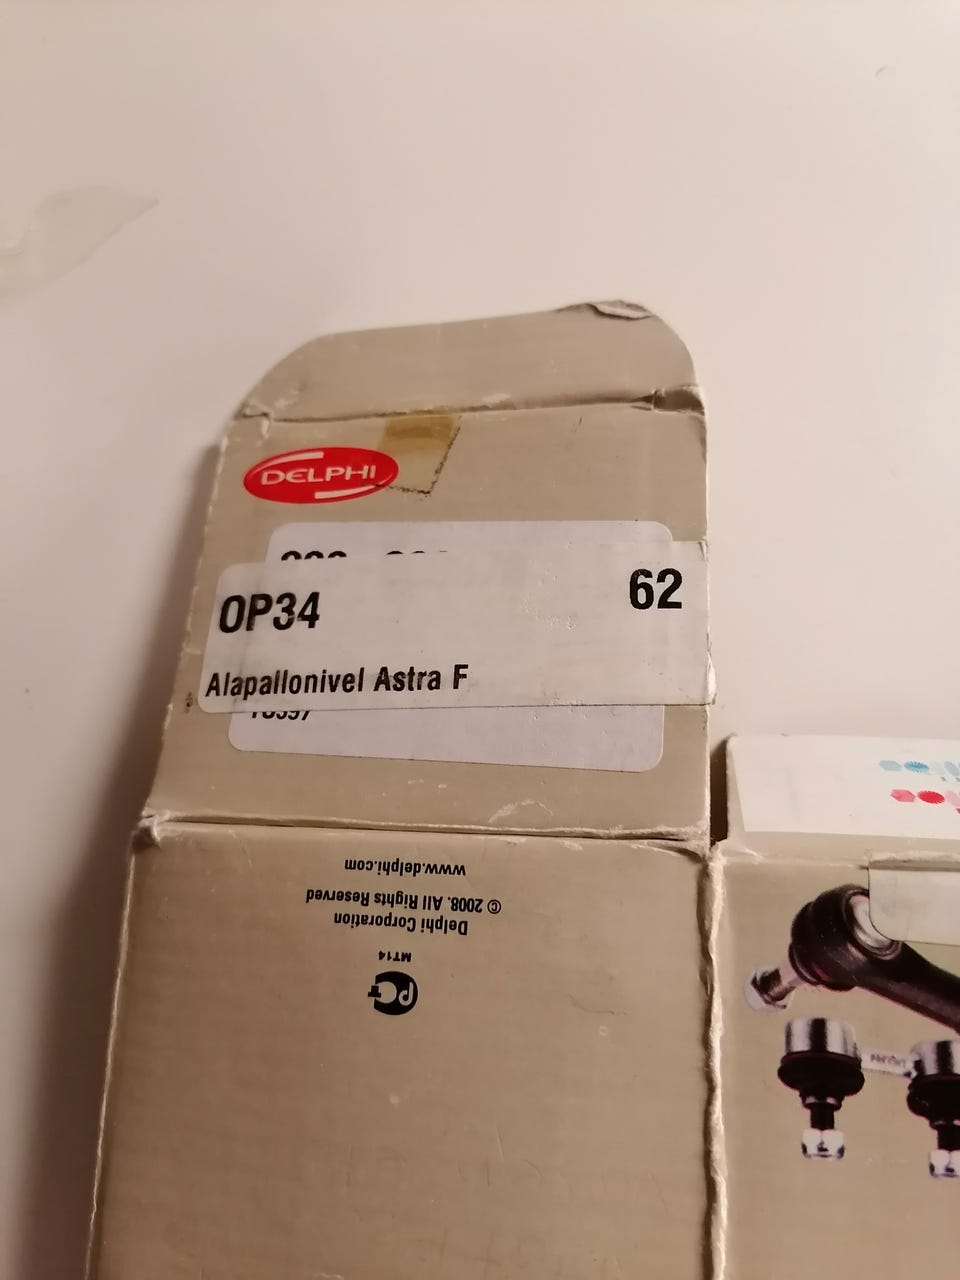 DELPHI
OP34 62
Alapallonivel Astra F
www.delphi.com
© 2008. All Rights Reserved
Delphi Corporation
MT14